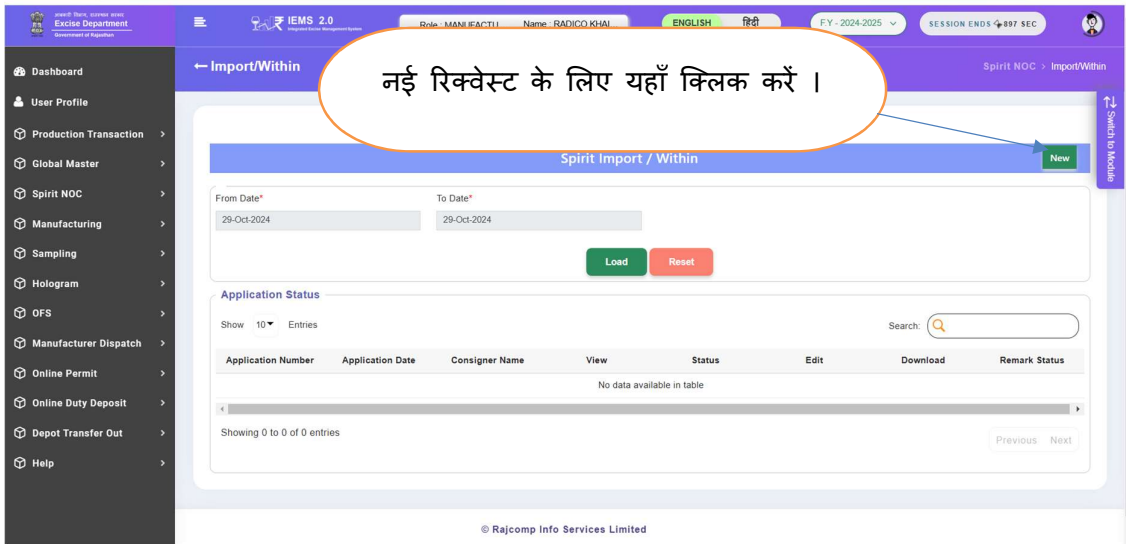 Excise Department
Government of Rajasthan
IEMS 2.0
Integrated Excise Management System
Role : MANUFACTU
Name : RADICO KHAI...
ENGLISH
हिंदी
FY - 2024-2025
SESSION ENDS 897 SEC
Dashboard
User Profile
Production Transaction
Global Master
Spirit NOC
Manufacturing
Sampling
Hologram
OFS
Manufacturer Dispatch
Online Permit
Online Duty Deposit
Depot Transfer Out
Help
←Import/Within
Spirit NOC > Import/Within
नई रिक्वेस्ट के लिए यहाँ क्लिक करें ।
Switch to Module
Spirit Import / Within
New
From Date*
To Date*
29-Oct-2024
29-Oct-2024
Load
Reset
Application Status
Show 10 Entries
Search:
Application Number Application Date Consigner Name View Status Edit Download Remark Status
No data available in table
Showing 0 to 0 of 0 entries
Previous Next
© Rajcomp Info Services Limited